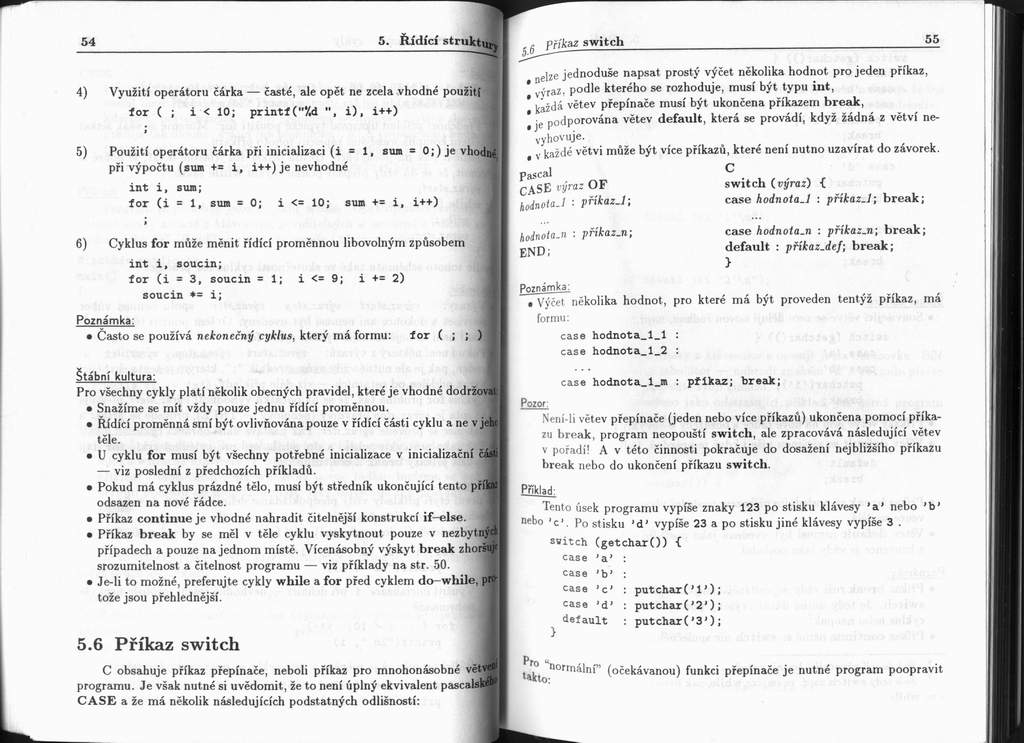 54
5. Řídící struktury
4) Využití operátoru čárka — časté, ale opět ne zcela vhodné použití
for ( ; i < 10; printf("%d ", i), i++)
;
5) Použití operátoru čárka při inicializaci (i = 1, sum = 0;) je vhodné,
při výpočtu (sum += i, i++) je nevhodné
int i, sum;
for (i = 1, sum = 0; i <= 10; sum += i, i++)
;
6) Cyklus for může měnit řídící proměnnou libovolným způsobem
int i, soucin;
for (i = 3, soucin = 1; i <= 9; i += 2)
soucin *= i;
Poznámka:
• Často se používá nekonečný cyklus, který má formu: for ( ; ; )
Štábní kultura:
Pro všechny cykly platí několik obecných pravidel, které je vhodné dodržovat
• Snažíme se mít vždy pouze jednu řídící proměnnou.
• Řídící proměnná smí být ovlivňována pouze v řídící části cyklu a ne v jeho
těle.
• U cyklu for musí být všechny potřebné inicializace v inicializační části
— viz poslední z předchozích příkladů.
• Pokud má cyklus prázdné tělo, musí být středník ukončující tento příkaz
odsazen na nové řádce.
• Příkaz continue je vhodné nahradit čitelnější konstrukcí if–else.
• Příkaz break by se měl v těle cyklu vyskytnout pouze v nezbytných
případech a pouze na jednom místě. Vícenásobný výskyt break zhoršuje
srozumitelnost a čitelnost programu — viz příklady na str. 50.
• Je-li to možné, preferujte cykly while a for před cyklem do–while, pro-
tože jsou přehlednější.
5.6 Příkaz switch
C obsahuje příkaz přepínače, neboli příkaz pro mnohonásobné větvení
programu. Je však nutné si uvědomit, že to není úplný ekvivalent pascalského
CASE a že má několik následujících podstatných odlišností:
5.6 Příkaz switch
55
• nelze jednoduše napsat prostý výčet několika hodnot pro jeden příkaz,
• výraz, podle kterého se rozhoduje, musí být typu int,
• každá větev přepínače musí být ukončena příkazem break,
• je podporována větev default, která se provádí, když žádná z větví ne-
vyhovuje.
• v každé větvi může být více příkazů, které není nutno uzavírat do závorek.
Pascal C
CASE výraz OF switch (výraz) {
hodnota_1 : příkaz_1; case hodnota_1 : příkaz_1; break;
... ...
hodnota_n : příkaz_n; case hodnota_n : příkaz_n; break;
END; default : příkaz_def; break;
}
Poznámka:
• Výčet několika hodnot, pro které má být proveden tentýž příkaz, má
formu:
case hodnota_1_1 :
case hodnota_1_2 :
...
case hodnota_1_m : příkaz; break;
Pozor:
Není-li větev přepínače (jeden nebo více příkazů) ukončena pomocí příka-
zu break, program neopouští switch, ale zpracovává následující větev
v pořadí! A v této činnosti pokračuje do dosažení nejbližšího příkazu
break nebo do ukončení příkazu switch.
Příklad:
Tento úsek programu vypíše znaky 123 po stisku klávesy 'a' nebo 'b'
nebo 'c'. Po stisku 'd' vypíše 23 a po stisku jiné klávesy vypíše 3 .
switch (getchar()) {
case 'a' :
case 'b' :
case 'c' : putchar('1');
case 'd' : putchar('2');
default : putchar('3');
}
Pro "normální" (očekávanou) funkci přepínače je nutné program poopravit
takto: